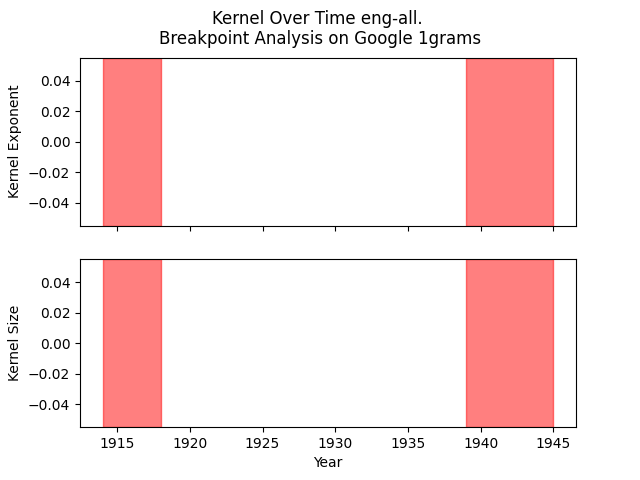 Kernel Over Time eng-all.
Breakpoint Analysis on Google 1grams
Kernel Exponent
0.04
0.02
0.00
−0.02
−0.04
Kernel Size
0.04
0.02
0.00
−0.02
−0.04
1915 1920 1925 1930 1935 1940 1945
Year